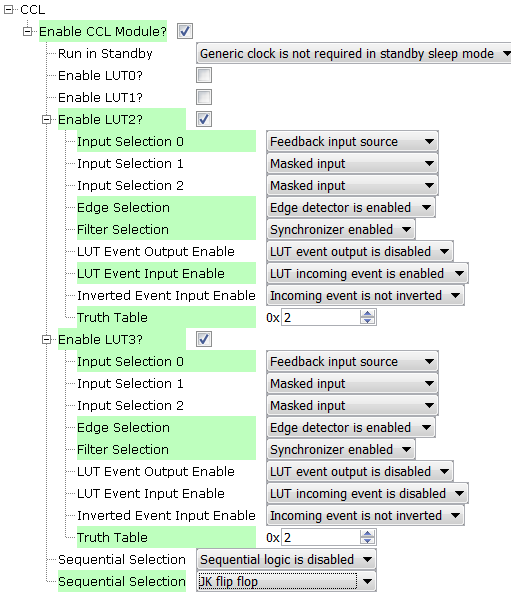 CCL
Enable CCL Module?
Run in Standby Generic clock is not required in standby sleep mode
Enable LUT0?
Enable LUT1?
Enable LUT2?
Input Selection 0 Feedback input source
Input Selection 1 Masked input
Input Selection 2 Masked input
Edge Selection Edge detector is enabled
Filter Selection Synchronizer enabled
LUT Event Output Enable LUT event output is disabled
LUT Event Input Enable LUT incoming event is enabled
Inverted Event Input Enable Incoming event is not inverted
Truth Table 0x 2
Enable LUT3?
Input Selection 0 Feedback input source
Input Selection 1 Masked input
Input Selection 2 Masked input
Edge Selection Edge detector is enabled
Filter Selection Synchronizer enabled
LUT Event Output Enable LUT event output is disabled
LUT Event Input Enable LUT incoming event is disabled
Inverted Event Input Enable Incoming event is not inverted
Truth Table 0x 2
Sequential Selection Sequential logic is disabled
Sequential Selection JK flip flop